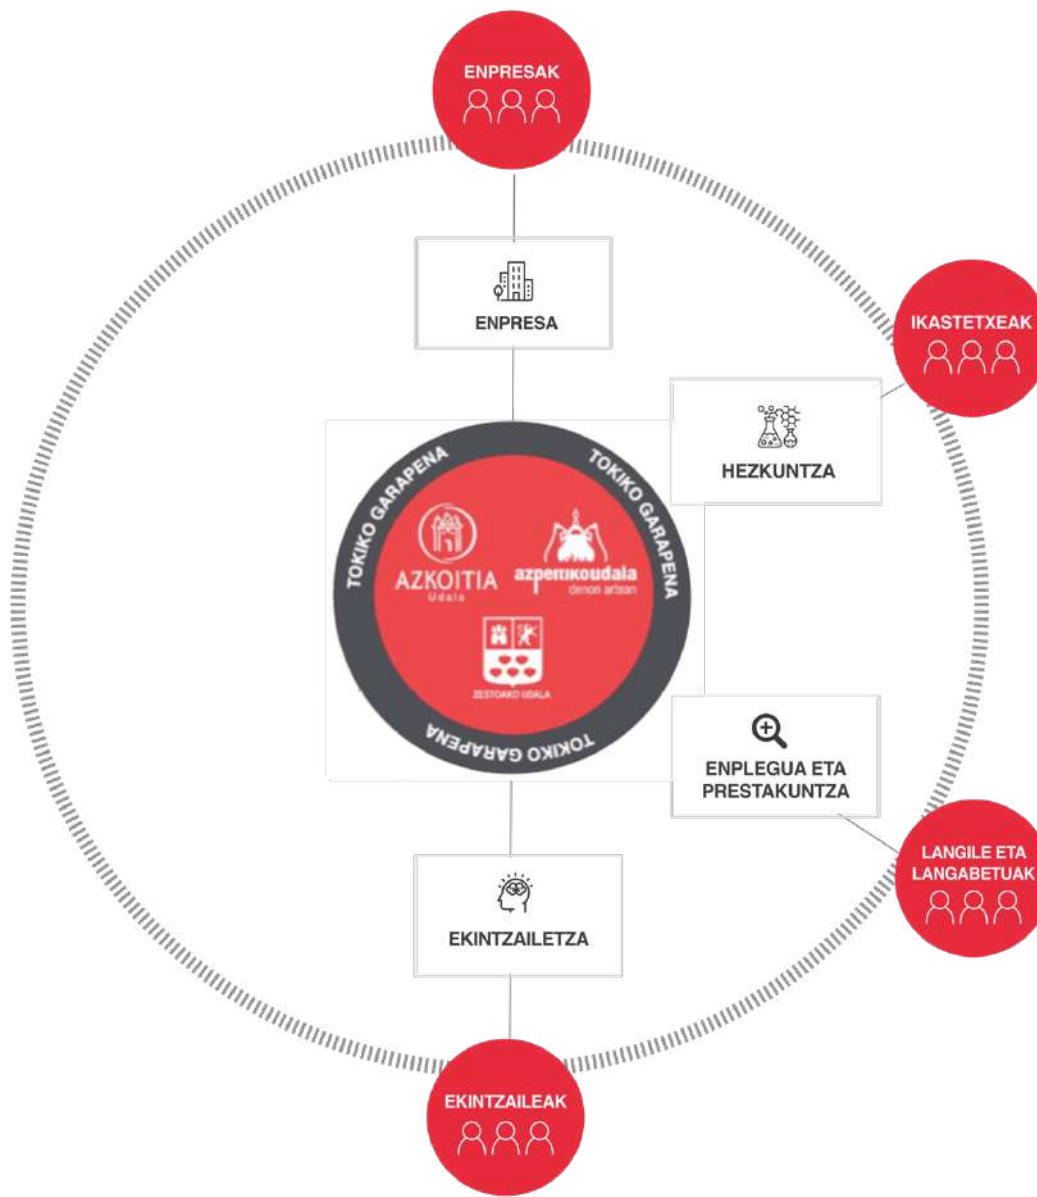 ENPRESAK
ENPRESA
IKASTETXEAK
HEZKUNTZA
TOKIKO GARAPENA
TOKIKO GARAPENA
AZKOITIA
Udala
azpeitikoudala
denon artean
ZESTOAKO UDALA
TOKIKO GARAPENA
ENPLEGUA ETA
PRESTAKUNTZA
LANGILE ETA
LANGABETUAK
EKINTZAILETZA
EKINTZAILEAK